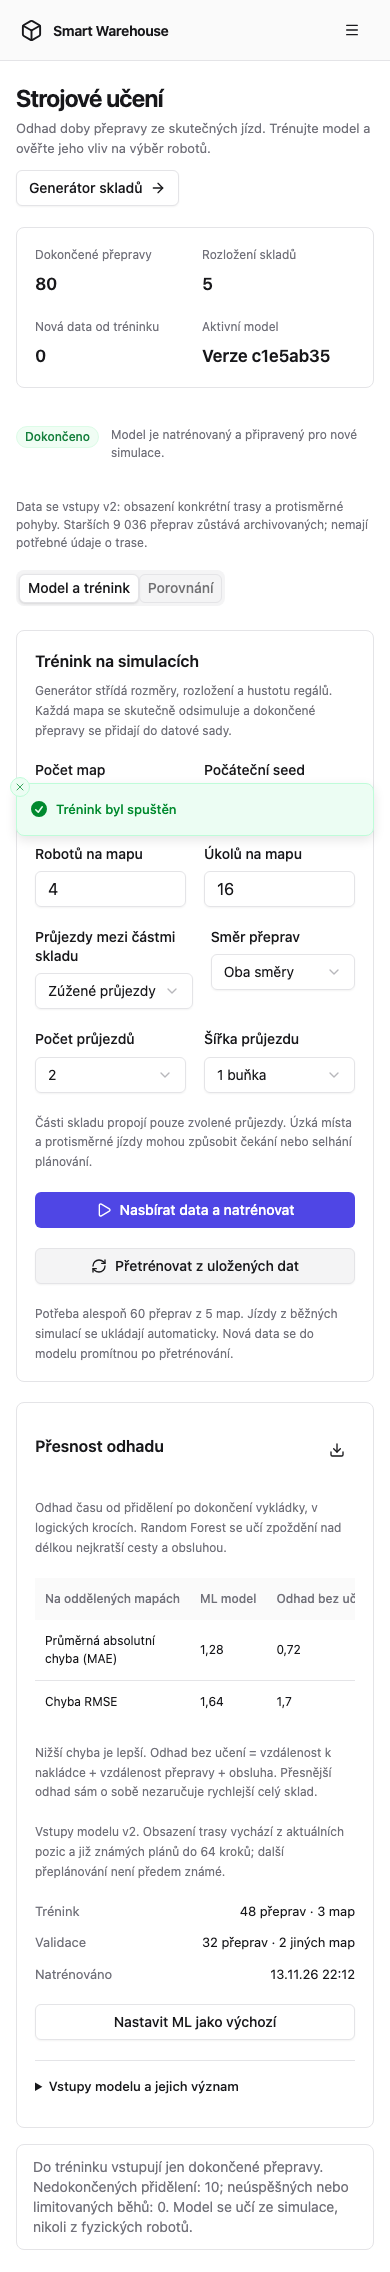 Smart Warehouse
Strojové učení
Odhad doby přepravy ze skutečných jízd. Trénujte model a
ověřte jeho vliv na výběr robotů.
Generátor skladů
Dokončené přepravy
80
Rozložení skladů
5
Nová data od tréninku
0
Aktivní model
Verze c1e5ab35
Dokončeno
Model je natrénovaný a připravený pro nové
simulace.
Data se vstupy v2: obsazení konkrétní trasy a protisměrné
pohyby. Starších 9 036 přeprav zůstává archivovaných; nemají
potřebné údaje o trase.
Model a trénink
Porovnání
Trénink na simulacích
Generátor střídá rozměry, rozložení a hustotu regálů.
Každá mapa se skutečně odsimuluje a dokončené
přepravy se přidají do datové sady.
Počet map
Počáteční seed
Trénink byl spuštěn
Robotů na mapu
Úkolů na mapu
4
16
Průjezdy mezi částmi
skladu
Zúžené průjezdy
Směr přeprav
Oba směry
Počet průjezdů
2
Šířka průjezdu
1 buňka
Části skladu propojí pouze zvolené průjezdy. Úzká místa
a protisměrné jízdy mohou způsobit čekání nebo selhání
plánování.
Nasbírat data a natrénovat
Přetrénovat z uložených dat
Potřeba alespoň 60 přeprav z 5 map. Jízdy z běžných
simulací se ukládají automaticky. Nová data se do
modelu promítnou po přetrénování.
Přesnost odhadu
Odhad času od přidělení po dokončení vykládky, v
logických krocích. Random Forest se učí zpoždění nad
délkou nejkratší cesty a obsluhou.
Na oddělených mapách
ML model
Odhad bez uč
Průměrná absolutní
chyba (MAE)
1,28
0,72
Chyba RMSE
1,64
1,7
Nižší chyba je lepší. Odhad bez učení = vzdálenost k
nakládce + vzdálenost přepravy + obsluha. Přesnější
odhad sám o sobě nezaručuje rychlejší celý sklad.
Vstupy modelu v2. Obsazení trasy vychází z aktuálních
pozic a již známých plánů do 64 kroků; další
přeplánování není předem známé.
Trénink
48 přeprav · 3 map
Validace
32 přeprav · 2 jiných map
Natrénováno
13.11.26 22:12
Nastavit ML jako výchozí
Vstupy modelu a jejich význam
Do tréninku vstupují jen dokončené přepravy.
Nedokončených přidělení: 10; neúspěšných nebo
limitovaných běhů: 0. Model se učí ze simulace,
nikoli z fyzických robotů.